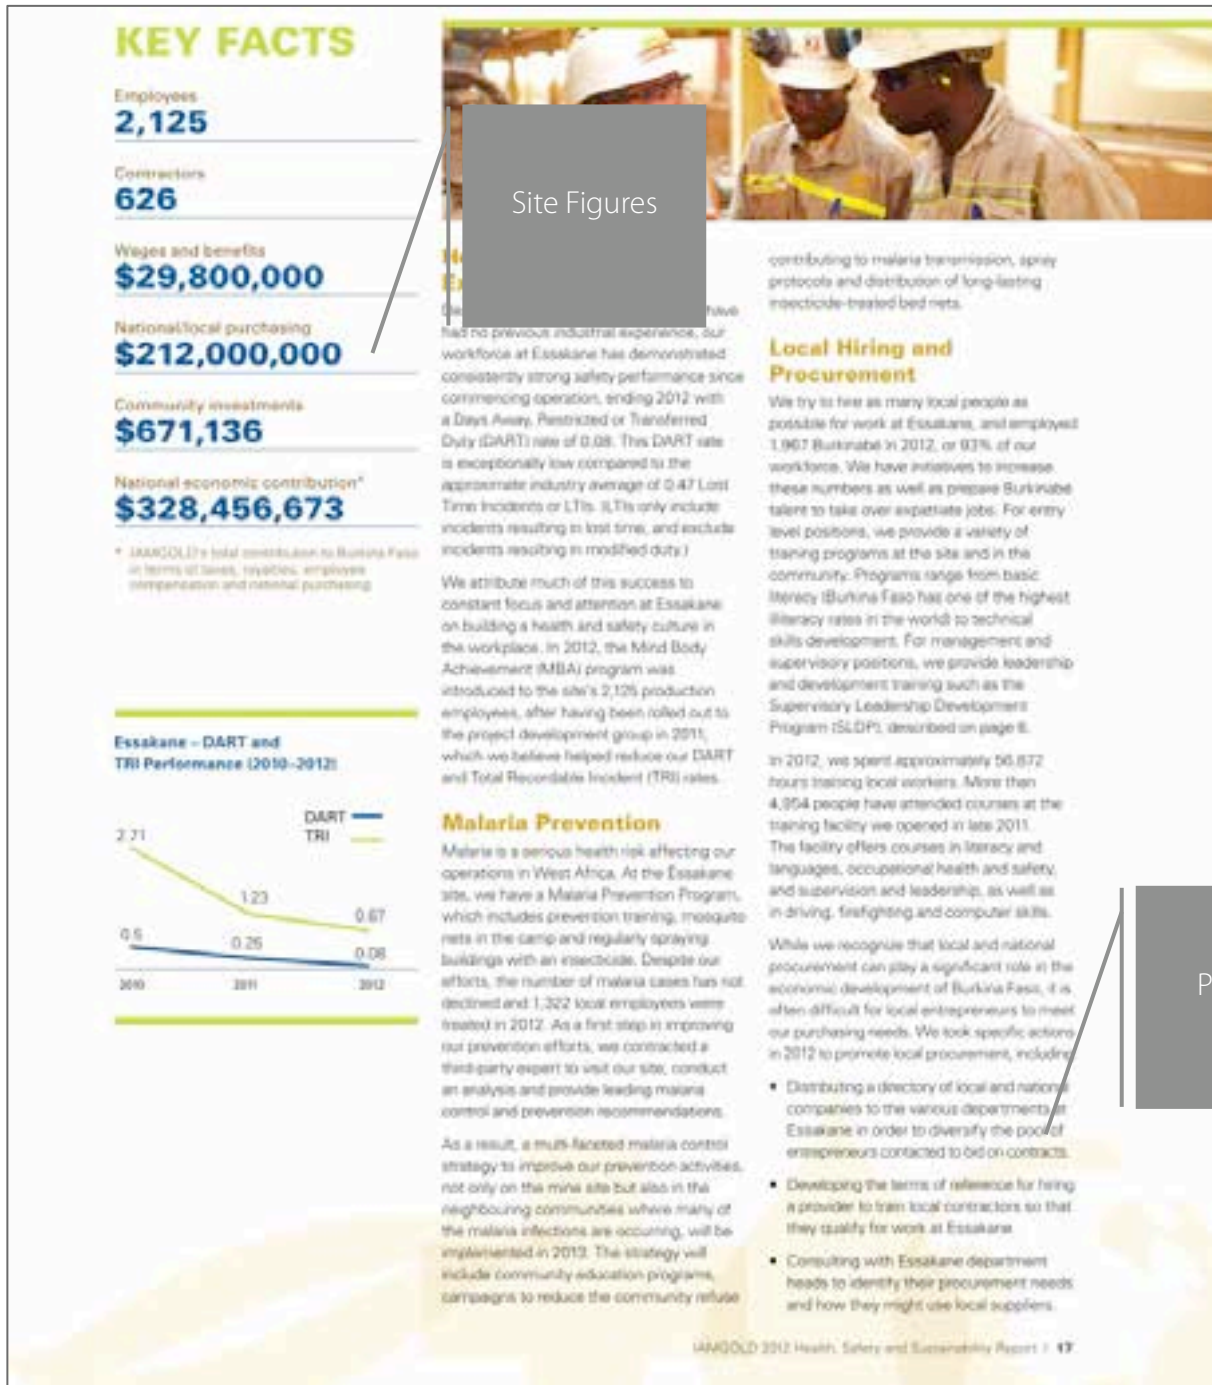 KEY FACTS
Employees
2,125
Contractors
626
Wages and benefits
$29,800,000
National/local purchasing
$212,000,000
Community investments
$671,136
National economic contribution*
$328,456,673
* IAMGOLD's total contribution to Burkina Faso
in terms of taxes, royalties, employee
compensation and national purchasing.
Essakane – DART and
TRI Performance (2010–2012)
DART
TRI
2.71
1.23
0.67
0.5
0.26
0.08
2010
2011
2012
Site Figures
have
had no previous industrial experience, our
workforce at Essakane has demonstrated
consistently strong safety performance since
commencing operation, ending 2012 with
a Days Away, Restricted or Transferred
Duty (DART) rate of 0.08. This DART rate
is exceptionally low compared to the
approximate industry average of 0.47 Lost
Time Incidents or LTIs. (LTIs only include
incidents resulting in lost time, and exclude
incidents resulting in modified duty.)
We attribute much of this success to
constant focus and attention at Essakane
on building a health and safety culture in
the workplace. In 2012, the Mind Body
Achievement (MBA) program was
introduced to the site's 2,125 production
employees, after having been rolled out to
the project development group in 2011,
which we believe helped reduce our DART
and Total Recordable Incident (TRI) rates.
Malaria Prevention
Malaria is a serious health risk affecting our
operations in West Africa. At the Essakane
site, we have a Malaria Prevention Program,
which includes prevention training, mosquito
nets in the camp and regularly spraying
buildings with an insecticide. Despite our
efforts, the number of malaria cases has not
declined and 1,322 local employees were
treated in 2012. As a first step in improving
our prevention efforts, we contracted a
third-party expert to visit our site, conduct
an analysis and provide leading malaria
control and prevention recommendations.
As a result, a multi-faceted malaria control
strategy to improve our prevention activities,
not only on the mine site but also in the
neighbouring communities where many of
the malaria infections are occurring, will be
implemented in 2013. The strategy will
include community education programs,
campaigns to reduce the community refuse
contributing to malaria transmission, spray
protocols and distribution of long-lasting
insecticide-treated bed nets.
Local Hiring and
Procurement
We try to hire as many local people as
possible for work at Essakane, and employed
1,967 Burkinabé in 2012, or 93% of our
workforce. We have initiatives to increase
these numbers as well as prepare Burkinabé
talent to take over expatriate jobs. For entry
level positions, we provide a variety of
training programs at the site and in the
community. Programs range from basic
literacy (Burkina Faso has one of the highest
illiteracy rates in the world) to technical
skills development. For management and
supervisory positions, we provide leadership
and development training such as the
Supervisory Leadership Development
Program (SLDP), described on page 8.
In 2012, we spent approximately 56,872
hours training local workers. More than
4,954 people have attended courses at the
training facility we opened in late 2011.
The facility offers courses in literacy and
languages, occupational health and safety,
and supervision and leadership, as well as
in driving, firefighting and computer skills.
While we recognize that local and national
procurement can play a significant role in the
economic development of Burkina Faso, it is
often difficult for local entrepreneurs to meet
our purchasing needs. We took specific actions
in 2012 to promote local procurement, including:
• Distributing a directory of local and national
companies to the various departments at
Essakane in order to diversify the pool of
entrepreneurs contacted to bid on contracts.
• Developing the terms of reference for hiring
a provider to train local contractors so that
they qualify for work at Essakane
• Consulting with Essakane department
heads to identify their procurement needs
and how they might use local suppliers.
P
IAMGOLD 2012 Health, Safety and Sustainability Report | 17